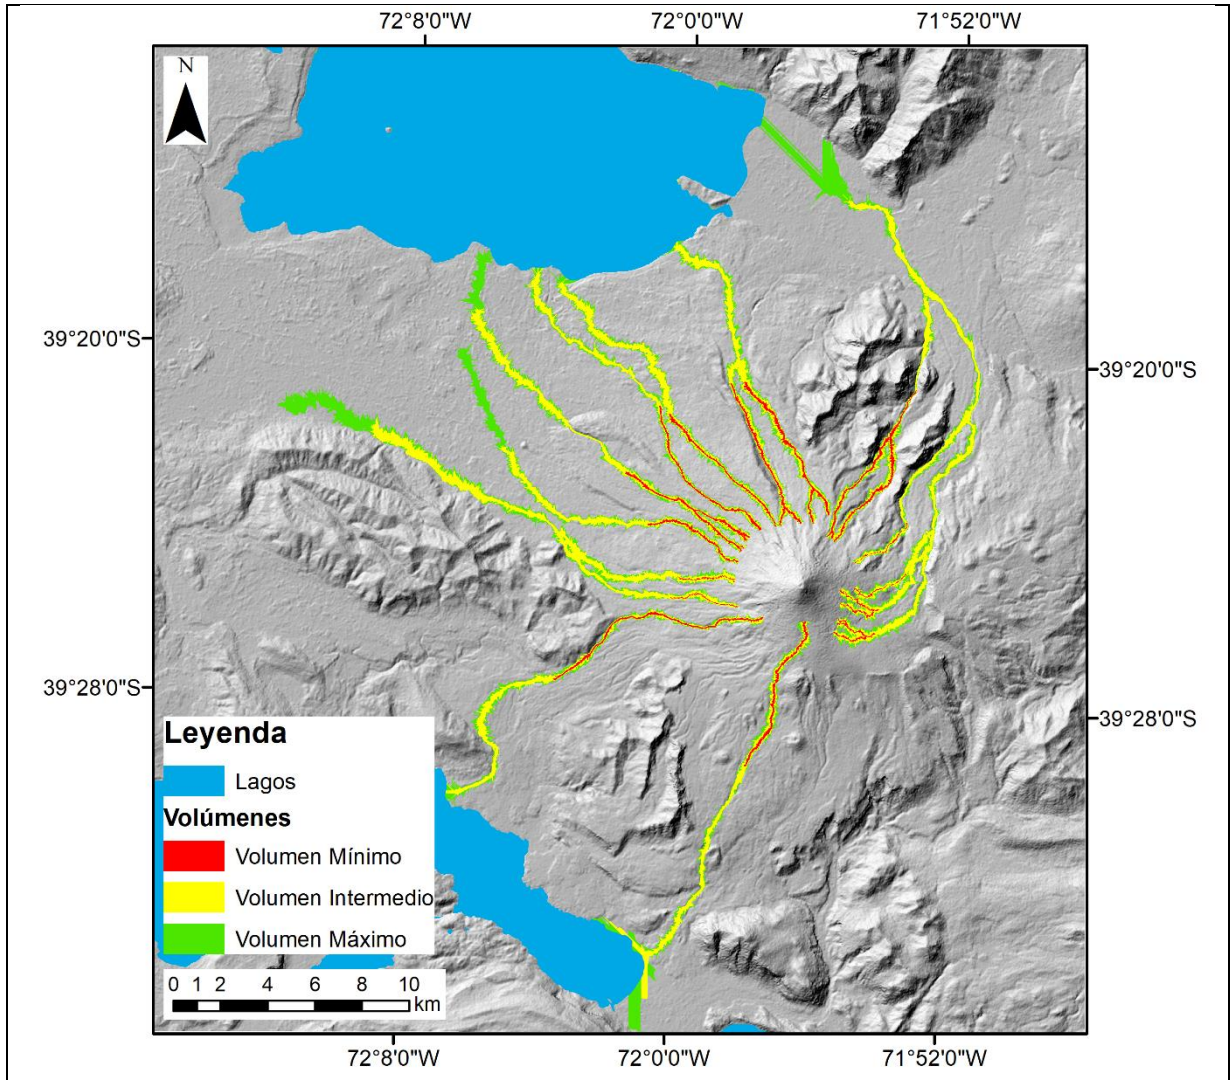 72°8'0"W 72°0'0"W 71°52'0"W
N
39°20'0"S
39°20'0"S
39°28'0"S
39°28'0"S
Leyenda
Lagos
Volúmenes
Volumen Mínimo
Volumen Intermedio
Volumen Máximo
0 1 2 4 6 8 10
km
72°8'0"W 72°0'0"W 71°52'0"W